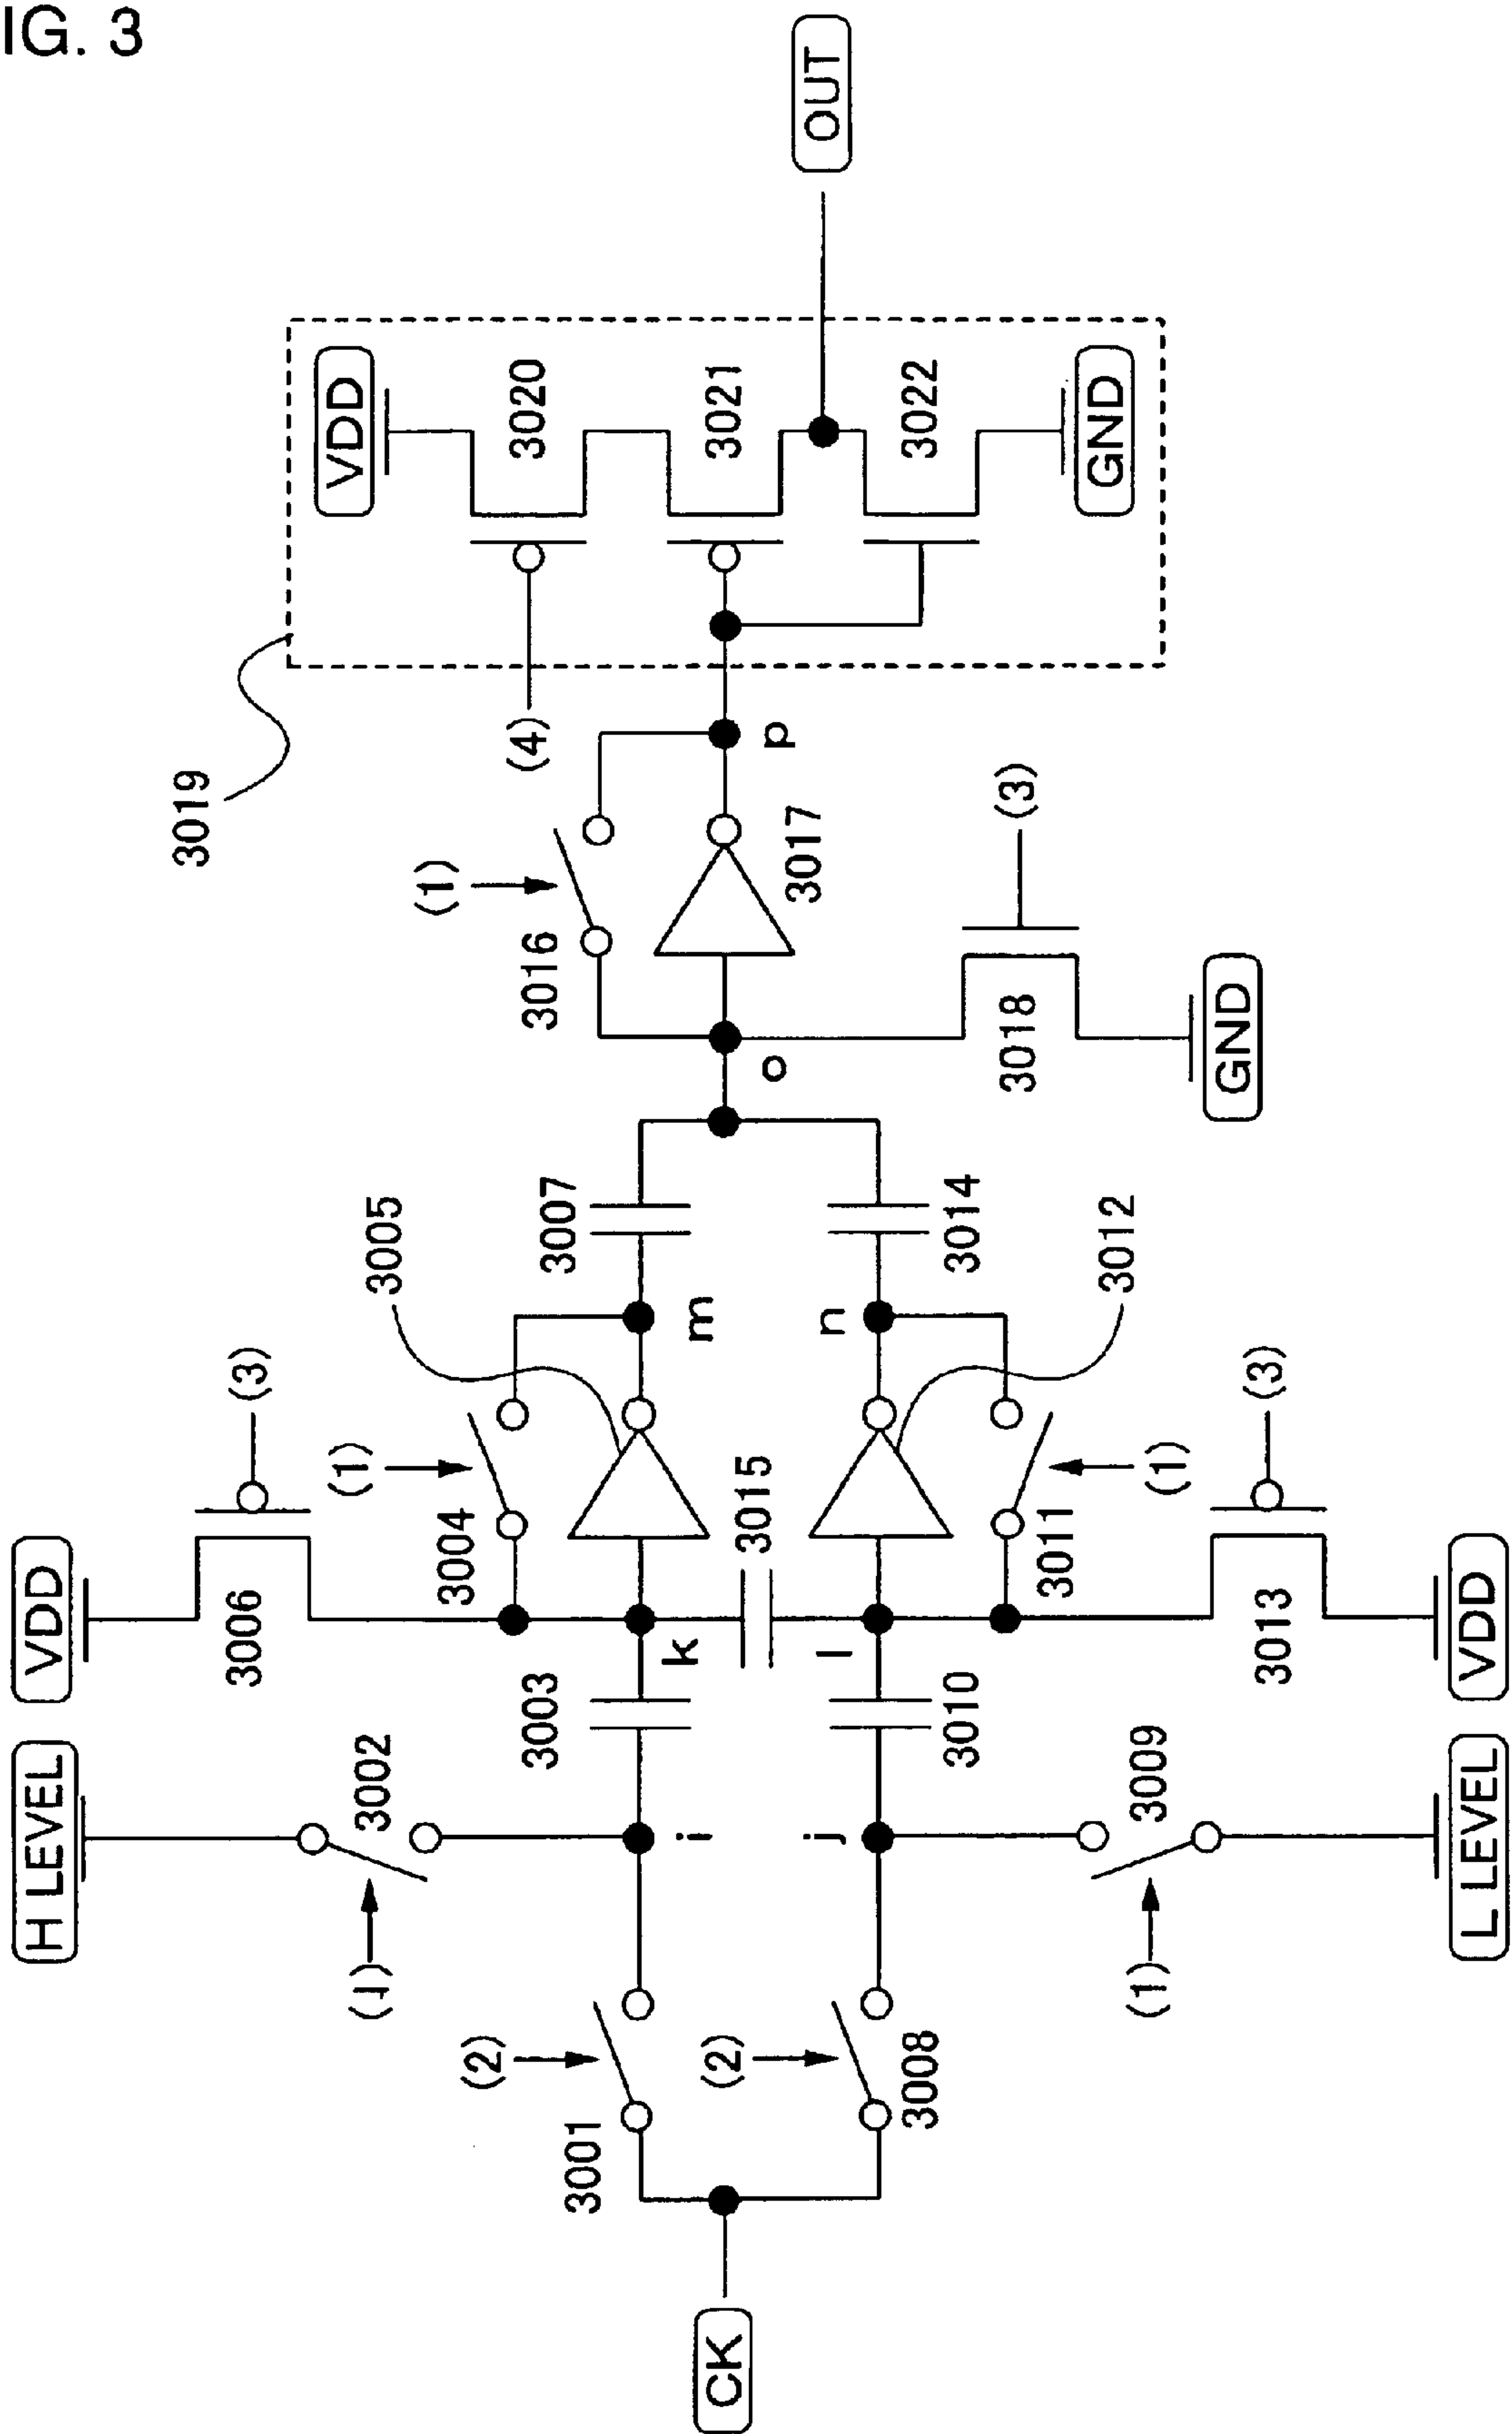 IG. 3
OUT
VDD
3020
3021
3022
GND
3019
(4)
p
(1)
3016
3017
(3)
3018
GND
o
3007
3014
3005
3012
m
n
(3)
(1)
3004
3015
3011
(1)
(3)
VDD
3006
k
l
3013
VDD
3003
3010
H LEVEL
3002
i
j
3009
L LEVEL
(1)
(1)
(2)
(2)
3001
3008
CK